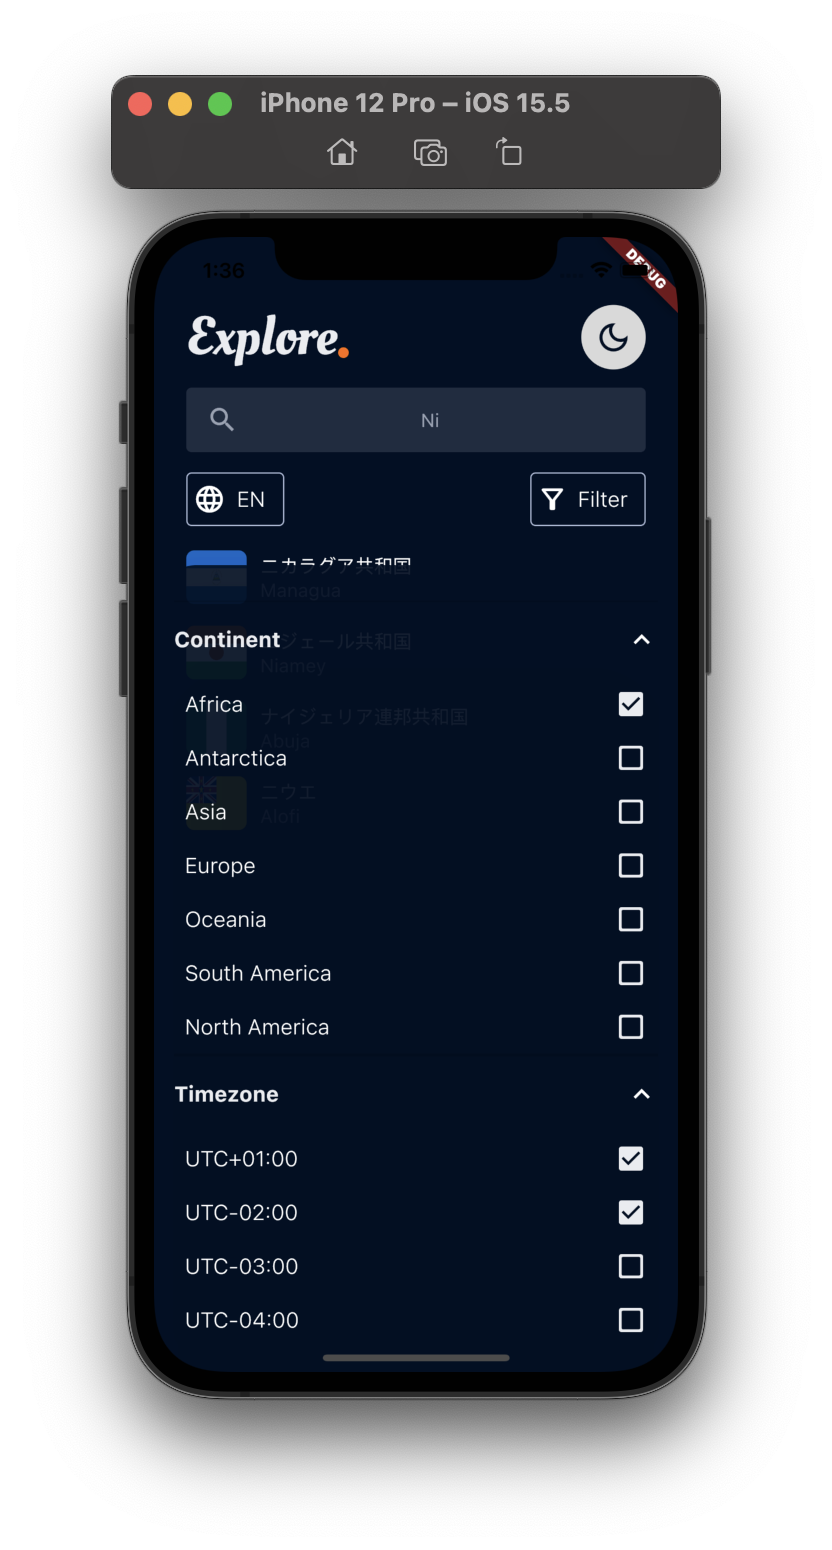 iPhone 12 Pro – iOS 15.5
1:36
DEBUG
Explore.
Ni
EN
Filter
ニカラグア共和国
Managua
Continent
ジェール共和国
Niamey
Africa
ナイジェリア連邦共和国
Abuja
Antarctica
ニウエ
Asia
Alofi
Europe
Oceania
South America
North America
Timezone
UTC+01:00
UTC-02:00
UTC-03:00
UTC-04:00